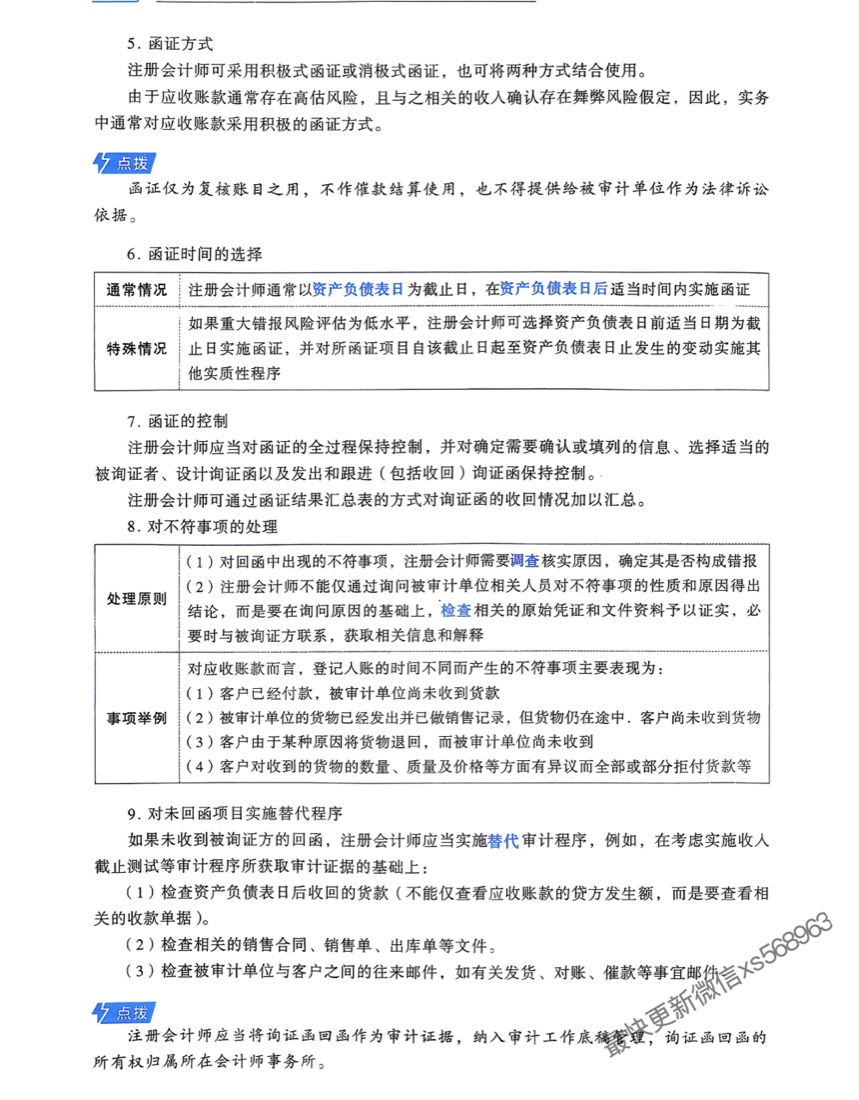 5. 函证方式
注册会计师可采用积极式函证或消极式函证，也可将两种方式结合使用。
由于应收账款通常存在高估风险，且与之相关的收入确认存在舞弊风险假定，因此，实务
中通常对应收账款采用积极的函证方式。
点拨
函证仅为复核账目之用，不作催款结算使用，也不得提供给被审计单位作为法律诉讼
依据。
6. 函证时间的选择
通常情况 注册会计师通常以资产负债表日为截止日，在资产负债表日后适当时间内实施函证
如果重大错报风险评估为低水平，注册会计师可选择资产负债表日前适当日期为截
特殊情况 止日实施函证，并对所函证项目自该截止日起至资产负债表日止发生的变动实施其
他实质性程序
7. 函证的控制
注册会计师应当对函证的全过程保持控制，并对确定需要确认或填列的信息、选择适当的
被询证者、设计询证函以及发出和跟进（包括收回）询证函保持控制。
注册会计师可通过函证结果汇总表的方式对询证函的收回情况加以汇总。
8. 对不符事项的处理
（1）对回函中出现的不符事项，注册会计师需要调查核实原因，确定其是否构成错报
（2）注册会计师不能仅通过询问被审计单位相关人员对不符事项的性质和原因得出
处理原则
结论，而是要在询问原因的基础上，检查相关的原始凭证和文件资料予以证实，必
要时与被询证方联系，获取相关信息和解释
对应收账款而言，登记入账的时间不同而产生的不符事项主要表现为：
（1）客户已经付款，被审计单位尚未收到货款
事项举例 （2）被审计单位的货物已经发出并已做销售记录，但货物仍在途中．客户尚未收到货物
（3）客户由于某种原因将货物退回，而被审计单位尚未收到
（4）客户对收到的货物的数量、质量及价格等方面有异议而全部或部分拒付货款等
9. 对未回函项目实施替代程序
如果未收到被询证方的回函，注册会计师应当实施替代审计程序，例如，在考虑实施收入
截止测试等审计程序所获取审计证据的基础上：
（1）检查资产负债表日后收回的货款（不能仅查看应收账款的贷方发生额，而是要查看相
关的收款单据）。
（2）检查相关的销售合同、销售单、出库单等文件。
（3）检查被审计单位与客户之间的往来邮件，如有关发货、对账、催款等事宜邮件。
最快更新微信xs568963
点拨
注册会计师应当将询证函回函作为审计证据，纳入审计工作底稿管理，询证函回函的
所有权归属所在会计师事务所。